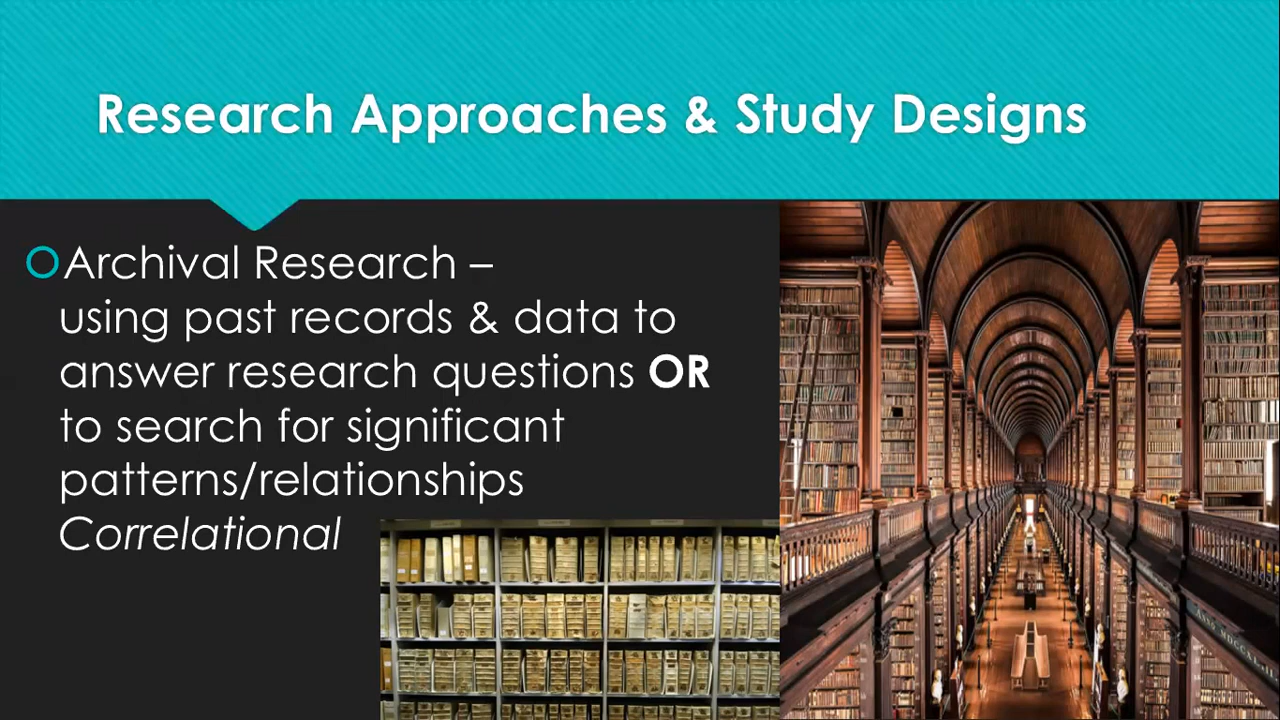 Research Approaches & Study Designs
Archival Research –
using past records & data to
answer research questions OR
to search for significant
patterns/relationships
Correlational